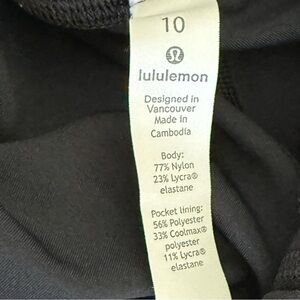 10
lululemon
Designed in
Vancouver
Made in
Cambodia
Body:
77% Nylon
23% Lycra®
elastane
Pocket lining:
56% Polyester
33% Coolmax®
polyester
11% Lycra®
elastane